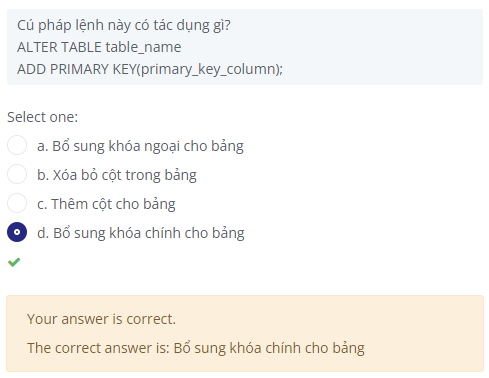 Cú pháp lệnh này có tác dụng gì?
ALTER TABLE table_name
ADD PRIMARY KEY(primary_key_column);
Select one:
a. Bổ sung khóa ngoại cho bảng
b. Xóa bỏ cột trong bảng
c. Thêm cột cho bảng
d. Bổ sung khóa chính cho bảng
Your answer is correct.
The correct answer is: Bổ sung khóa chính cho bảng